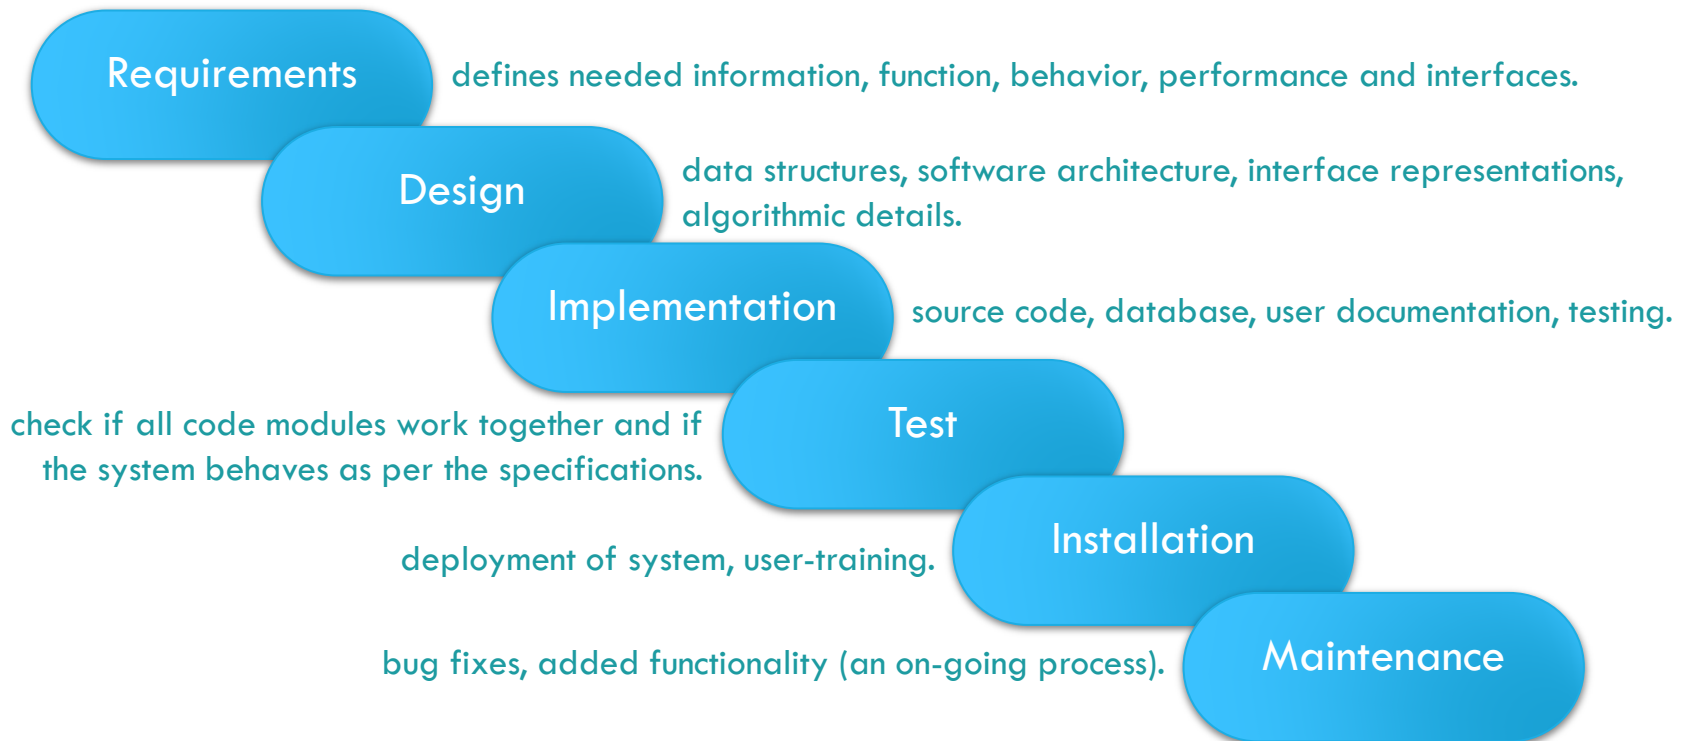 Requirements
defines needed information, function, behavior, performance and interfaces.
Design
data structures, software architecture, interface representations,
algorithmic details.
Implementation
source code, database, user documentation, testing.
Test
check if all code modules work together and if
the system behaves as per the specifications.
Installation
deployment of system, user-training.
Maintenance
bug fixes, added functionality (an on-going process).